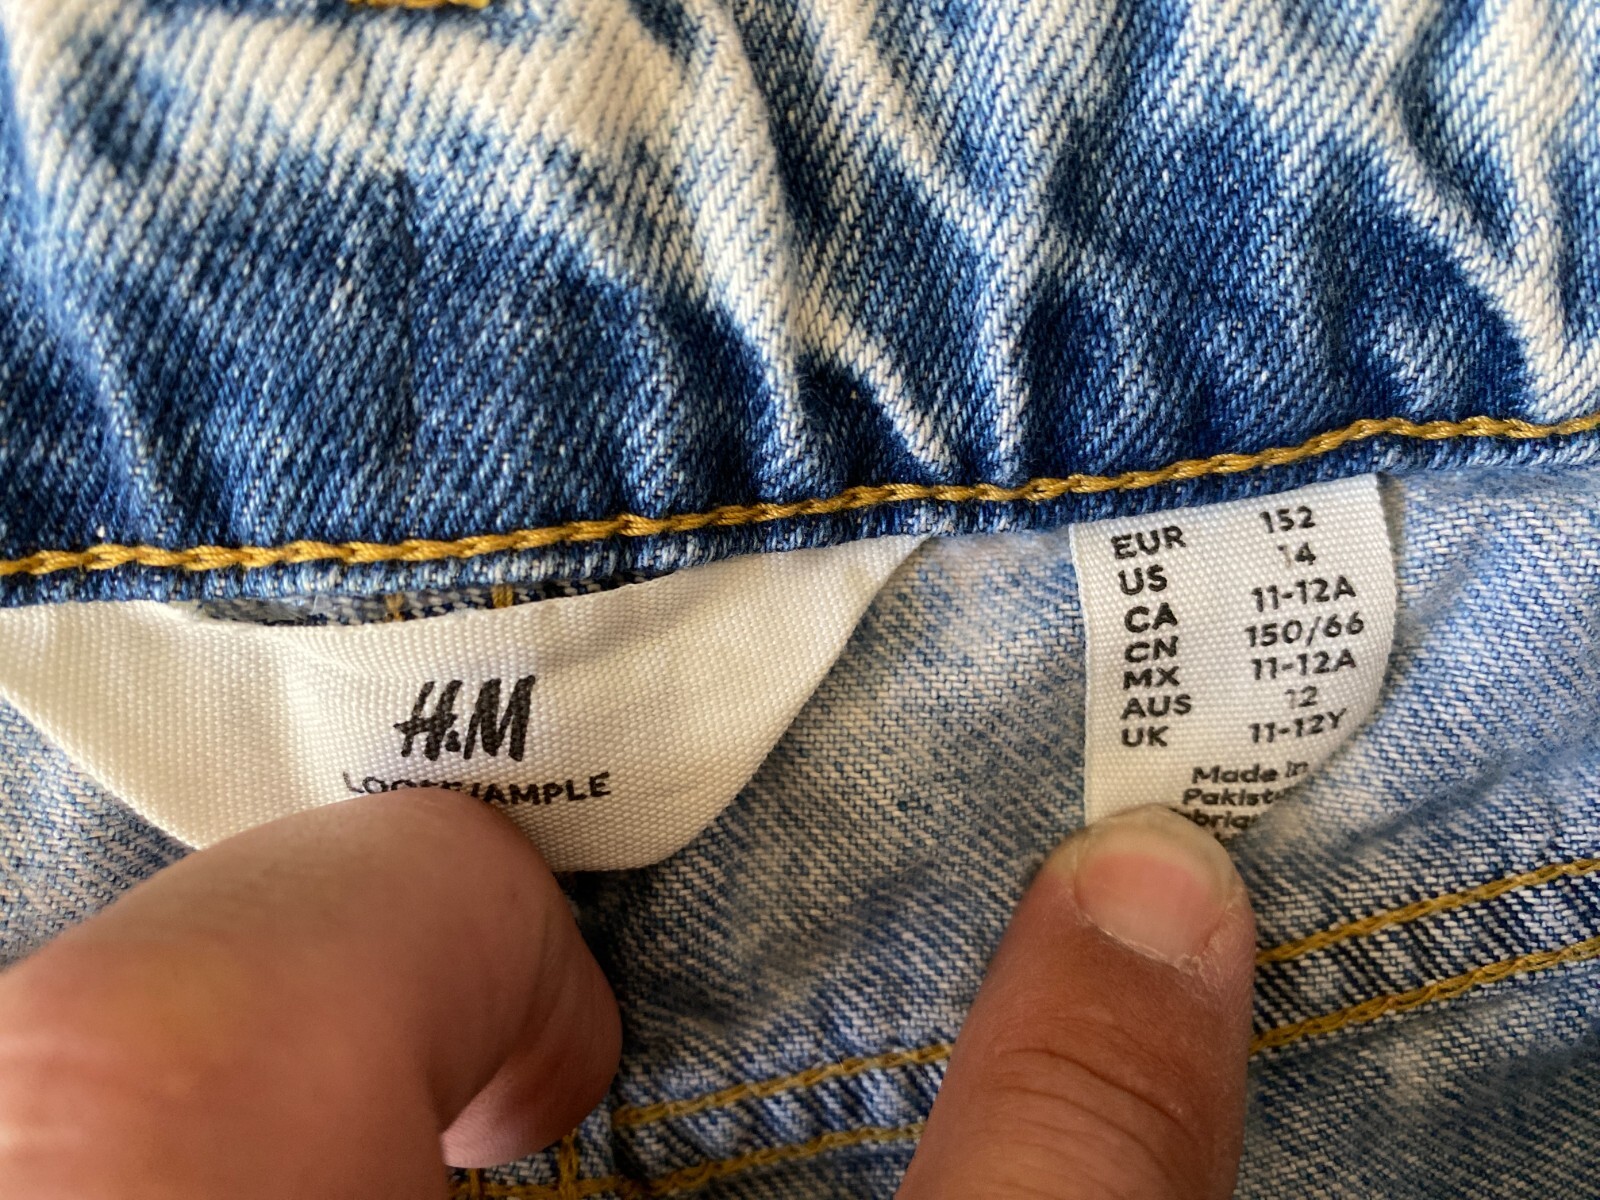 H&M
/AMPLE
EUR 152
US 14
CA 11-12A
CN 150/66
MX 11-12A
AUS 12
UK 11-12Y
Made in